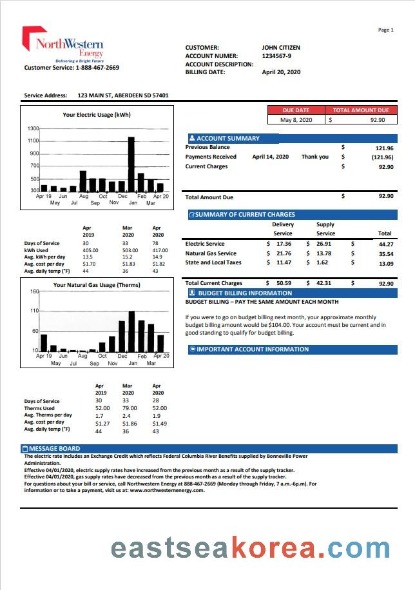 Page 1
NorthWestern
Energy
Delivering a Bright Future
Customer Service: 1-888-467-2669
CUSTOMER: JOHN CITIZEN
ACCOUNT NUMER: 1234567-9
ACCOUNT DESCRIPTION:
BILLING DATE: April 20, 2020
Service Address: 123 MAIN ST, ABERDEEN SD 57401
DUE DATE TOTAL AMOUNT DUE
May 8, 2020 $ 92.90
Your Electric Usage (kWh)
1300
1100
900
700
500
300
Apr 19 Jun Aug Oct Dec Feb Apr 20
May Jul Sep Nov Jan Mar
ACCOUNT SUMMARY
Previous Balance $ 121.96
Payments Received April 14, 2020 Thank you $ (121.96)
Current Charges $ 92.90
Total Amount Due $ 92.90
Apr Mar Apr
2019 2020 2020
Days of Service 30 33 78
kWh Used 405.00 503.00 417.00
Avg. kWh per day 13.5 15.2 14.9
Avg. cost per day $1.70 $1.83 $1.82
Avg. daily temp (°F) 44 36 43
SUMMARY OF CURRENT CHARGES
Delivery Supply
Service Service Total
Electric Service $ 17.36 $ 26.91 $ 44.27
Natural Gas Service $ 21.76 $ 13.78 $ 35.54
State and Local Taxes $ 11.47 $ 1.62 $ 13.09
Total Current Charges $ 50.59 $ 42.31 $ 92.90
BUDGET BILLING INFORMATION
BUDGET BILLING – PAY THE SAME AMOUNT EACH MONTH
If you were to go on budget billing next month, your approximate monthly
budget billing amount would be $104.00. Your account must be current and in
good standing to qualify for budget billing.
IMPORTANT ACCOUNT INFORMATION
Your Natural Gas Usage (Therms)
160
110
60
10
Apr 19 Jun Aug Oct Dec Feb Apr 20
May Jul Sep Nov Jan Mar
Apr Mar Apr
2019 2020 2020
Days of Service 30 33 28
Therms Used 52.00 79.00 52.00
Avg. Therms per day 1.7 2.4 1.9
Avg. cost per day $1.27 $1.86 $1.49
Avg. daily temp (°F) 44 36 43
MESSAGE BOARD
The electric rate includes an Exchange Credit which reflects Federal Columbia River Benefits supplied by Bonneville Power
Administration.
Effective 04/01/2020, electric supply rates have increased from the previous month as a result of the supply tracker.
Effective 04/01/2020, gas supply rates have decreased from the previous month as a result of the supply tracker.
For questions about your bill or service, call Northwestern Energy at 888-467-2669 (Monday through Friday, 7 a.m.-6p.m). For
information or to take a payment, visit us at: www.northwesternenergy.com.
eastseakorea.com